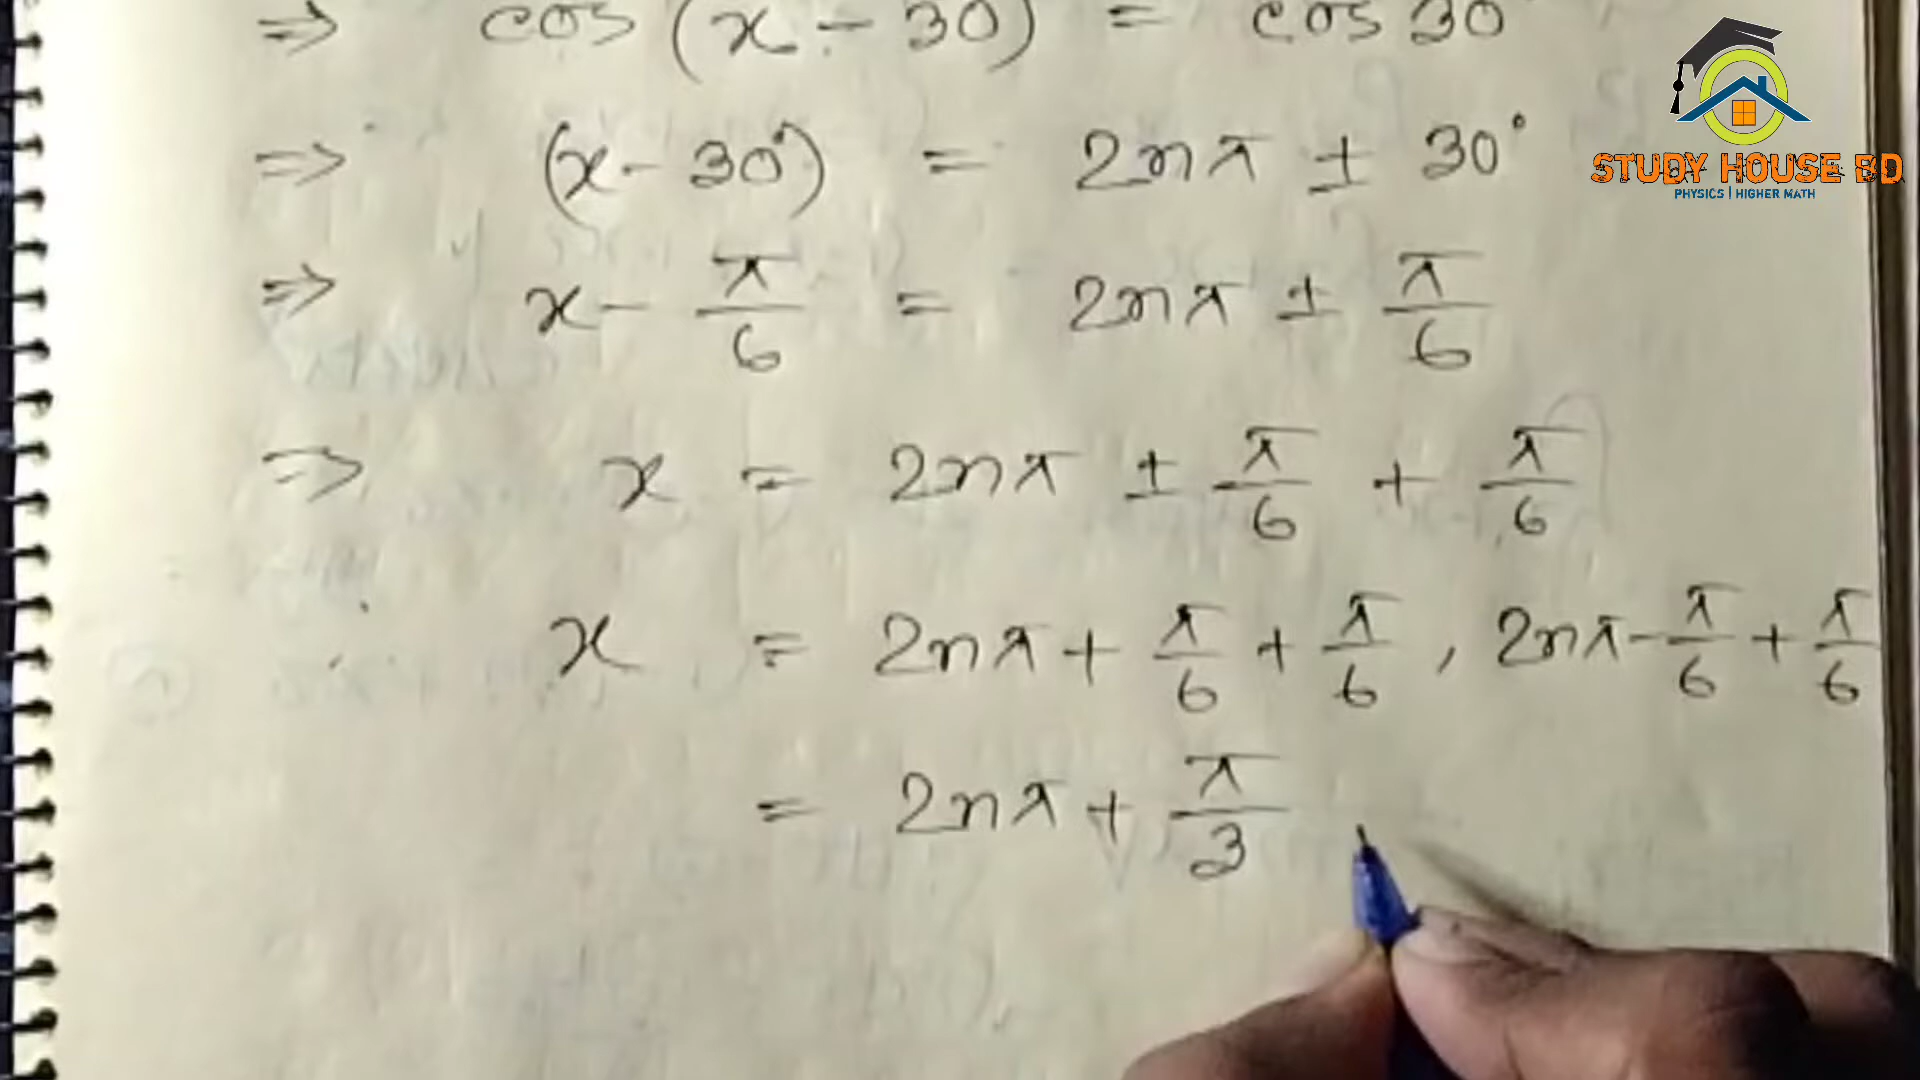 ⇒ cos (x - 30) = cos 30°
⇒ (x - 30°) = 2nπ ± 30°
⇒ x - π/6 = 2nπ ± π/6
⇒ x = 2nπ ± π/6 + π/6
∴ x = 2nπ + π/6 + π/6 , 2nπ - π/6 + π/6
= 2nπ + π/3
STUDY HOUSE BD
PHYSICS | HIGHER MATH